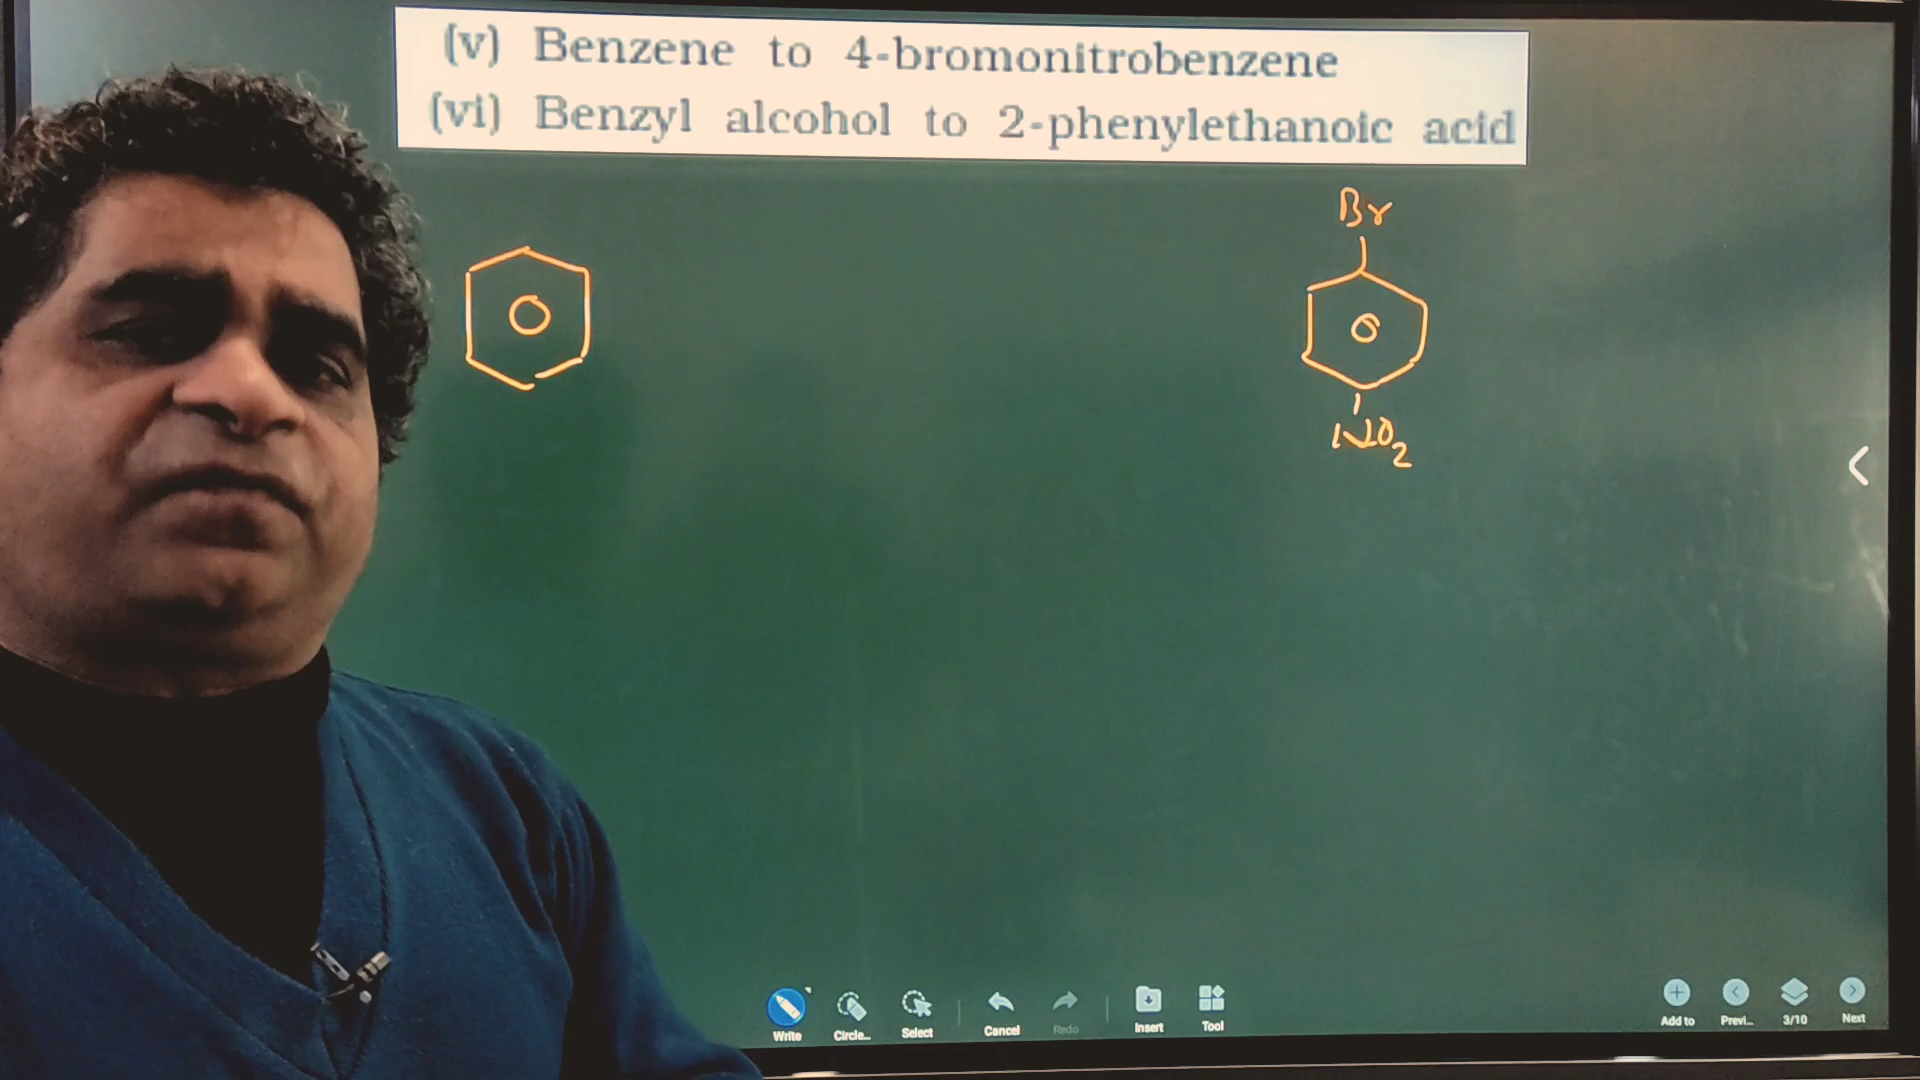 (v) Benzene to 4-bromonitrobenzene
(vi) Benzyl alcohol to 2-phenylethanoic acid
Br
NO2
Write
Circle...
Select
Cancel
Redo
Insert
Tool
Add to
Previ...
3/10
Next